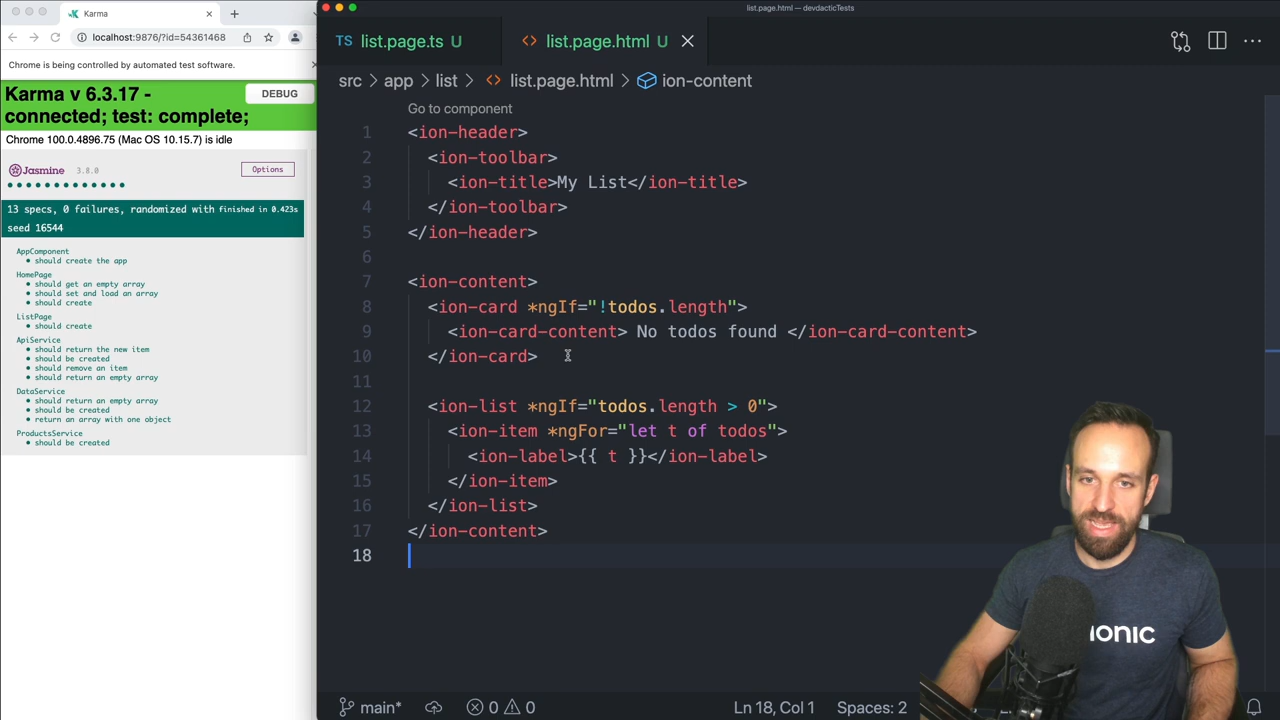 Karma
localhost:9876/?id=54361468
Chrome is being controlled by automated test software.
Karma v 6.3.17 -
connected; test: complete;
DEBUG
Chrome 100.0.4896.75 (Mac OS 10.15.7) is idle
Jasmine 3.8.0
Options
13 specs, 0 failures, randomized with finished in 0.423s
seed 16544
AppComponent
should create the app
HomePage
should get an empty array
should set and load an array
should create
ListPage
should create
ApiService
should return the new item
should be created
should remove an item
should return an empty array
DataService
should return an empty array
should be created
return an array with one object
ProductsService
should be created
list.page.html — devdacticTests
TS list.page.ts U
<> list.page.html U
src > app > list > <> list.page.html > ion-content
Go to component
1 <ion-header>
2 <ion-toolbar>
3 <ion-title>My List</ion-title>
4 </ion-toolbar>
5 </ion-header>
6
7 <ion-content>
8 <ion-card *ngIf="!todos.length">
9 <ion-card-content> No todos found </ion-card-content>
10 </ion-card>
11
12 <ion-list *ngIf="todos.length > 0">
13 <ion-item *ngFor="let t of todos">
14 <ion-label>{{ t }}</ion-label>
15 </ion-item>
16 </ion-list>
17 </ion-content>
18
main* 0 0 Ln 18, Col 1 Spaces: 2